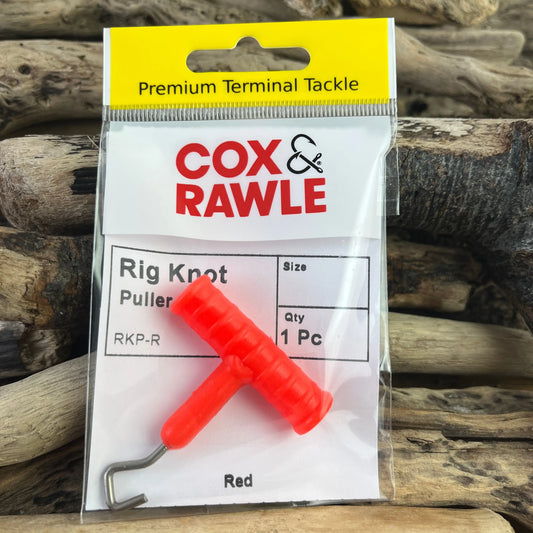 Premium Terminal Tackle
COX &
RAWLE
Rig Knot
Puller
RKP-R
Size
Qty
1 Pc
Red